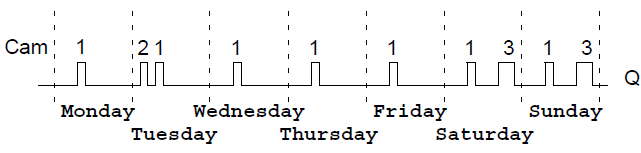 Cam 1 2 1 1 1 1 1 3 1 3
Q
Monday Wednesday Friday Sunday
Tuesday Thursday Saturday